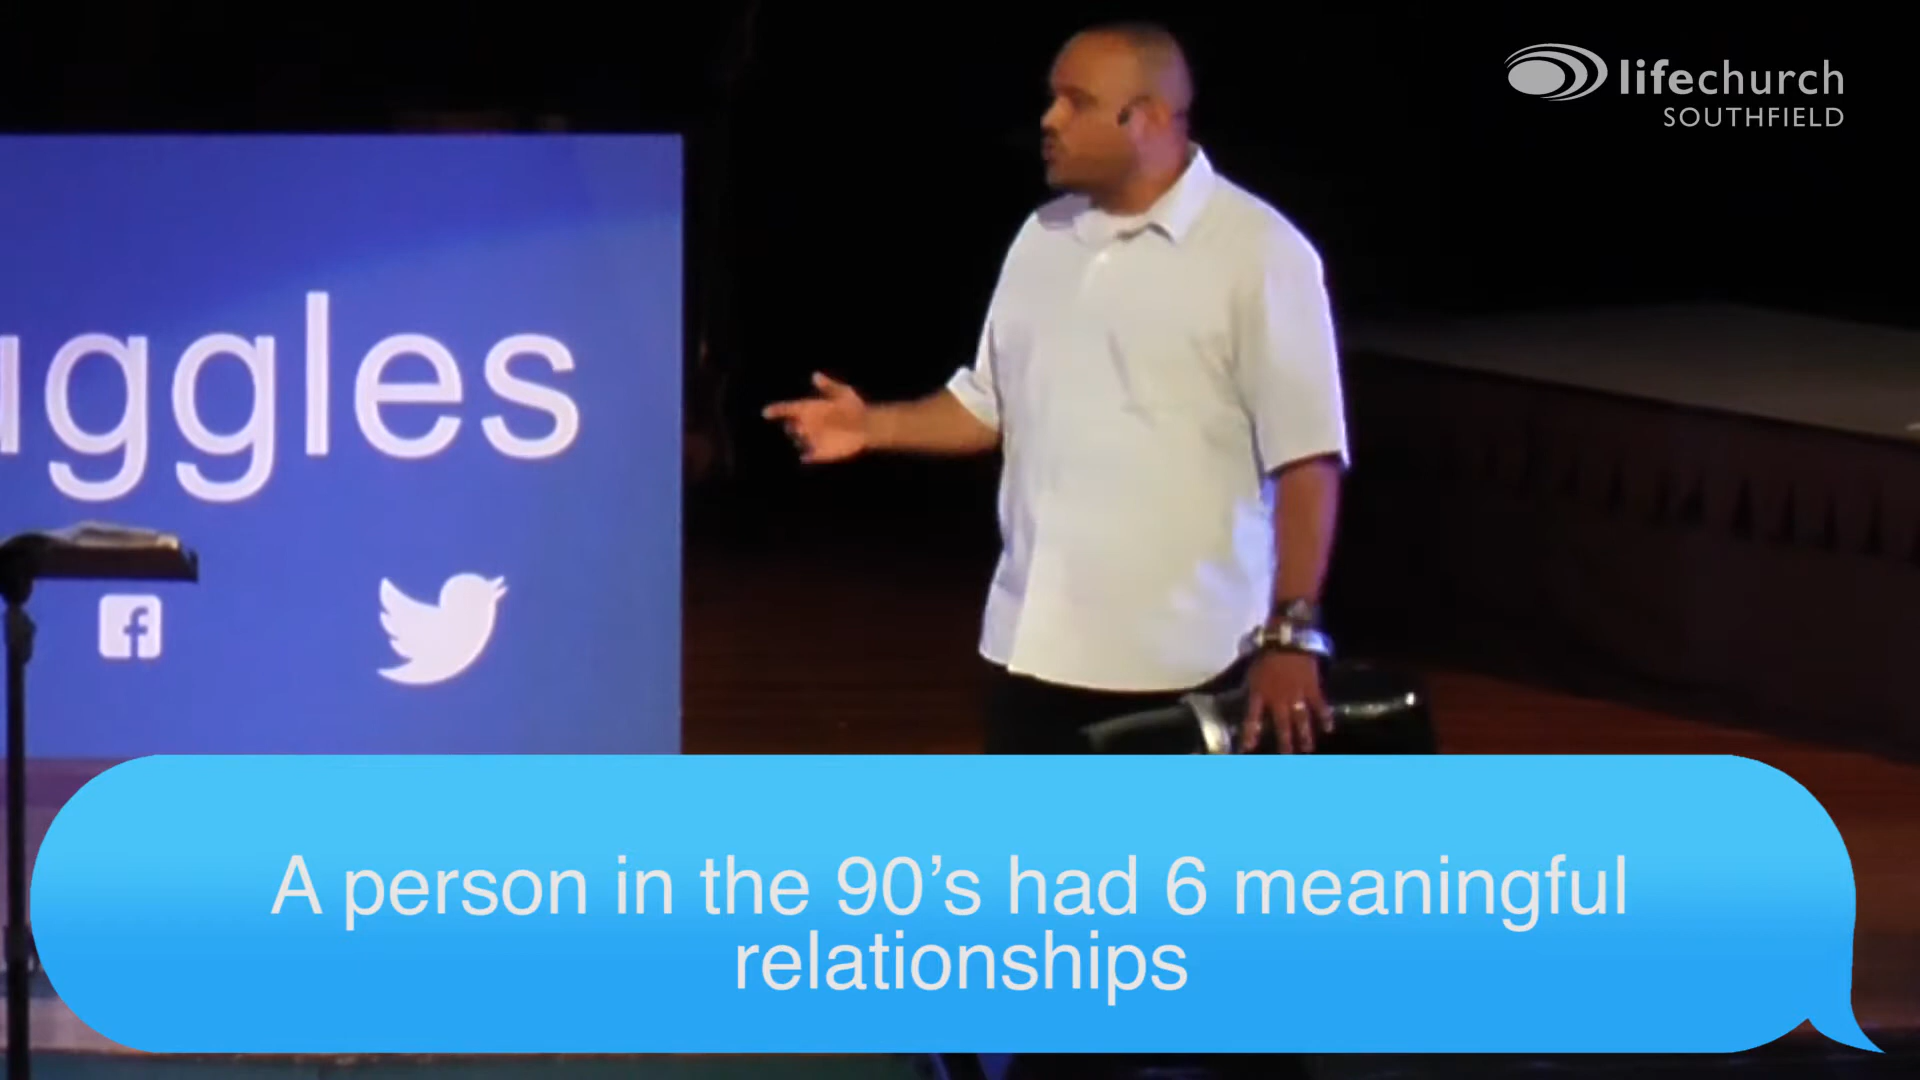 lifechurch
SOUTHFIELD
uggles
A person in the 90's had 6 meaningful
relationships